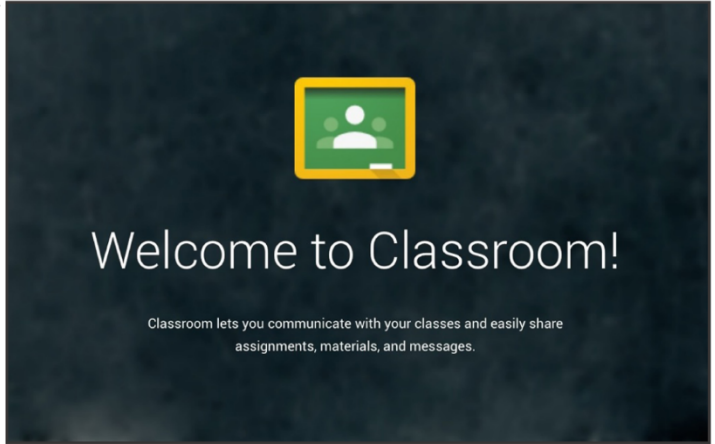 Welcome to Classroom!
Classroom lets you communicate with your classes and easily share
assignments, materials, and messages.